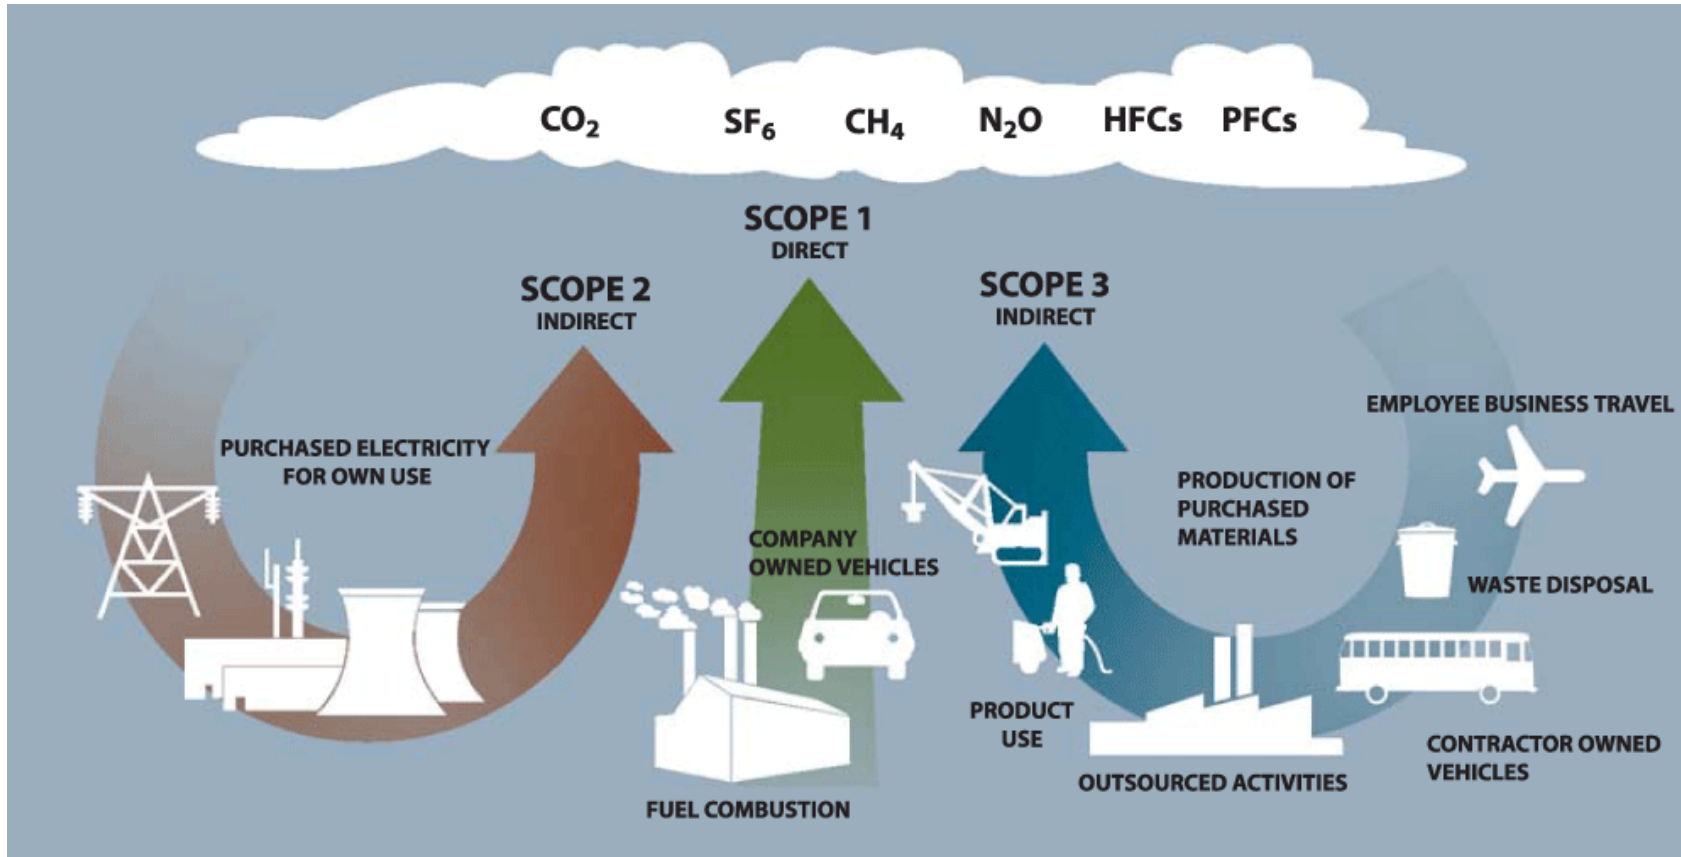 CO₂ SF₆ CH₄ N₂O HFCs PFCs
SCOPE 1
DIRECT
SCOPE 2
INDIRECT
SCOPE 3
INDIRECT
PURCHASED ELECTRICITY
FOR OWN USE
COMPANY
OWNED VEHICLES
FUEL COMBUSTION
EMPLOYEE BUSINESS TRAVEL
PRODUCTION OF
PURCHASED
MATERIALS
WASTE DISPOSAL
PRODUCT
USE
OUTSOURCED ACTIVITIES
CONTRACTOR OWNED
VEHICLES